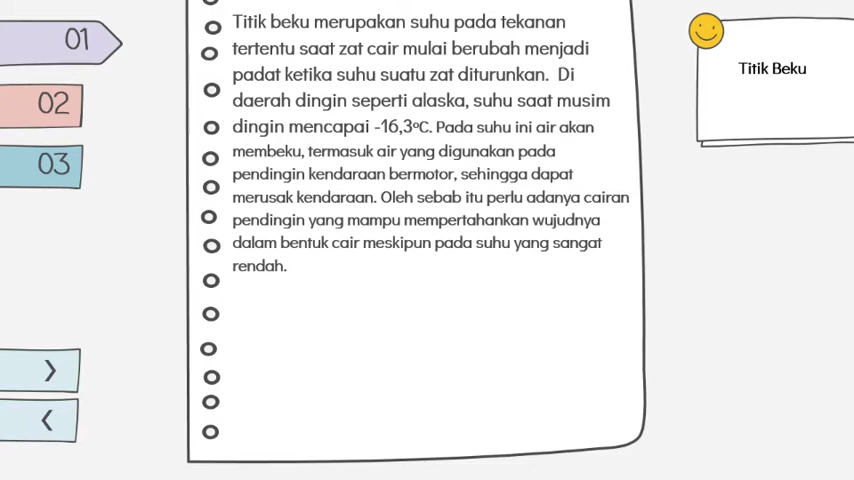 01
02
03
Titik beku merupakan suhu pada tekanan
tertentu saat zat cair mulai berubah menjadi
padat ketika suhu suatu zat diturunkan. Di
daerah dingin seperti alaska, suhu saat musim
dingin mencapai -16,3ºC. Pada suhu ini air akan
membeku, termasuk air yang digunakan pada
pendingin kendaraan bermotor, sehingga dapat
merusak kendaraan. Oleh sebab itu perlu adanya cairan
pendingin yang mampu mempertahankan wujudnya
dalam bentuk cair meskipun pada suhu yang sangat
rendah.
Titik Beku